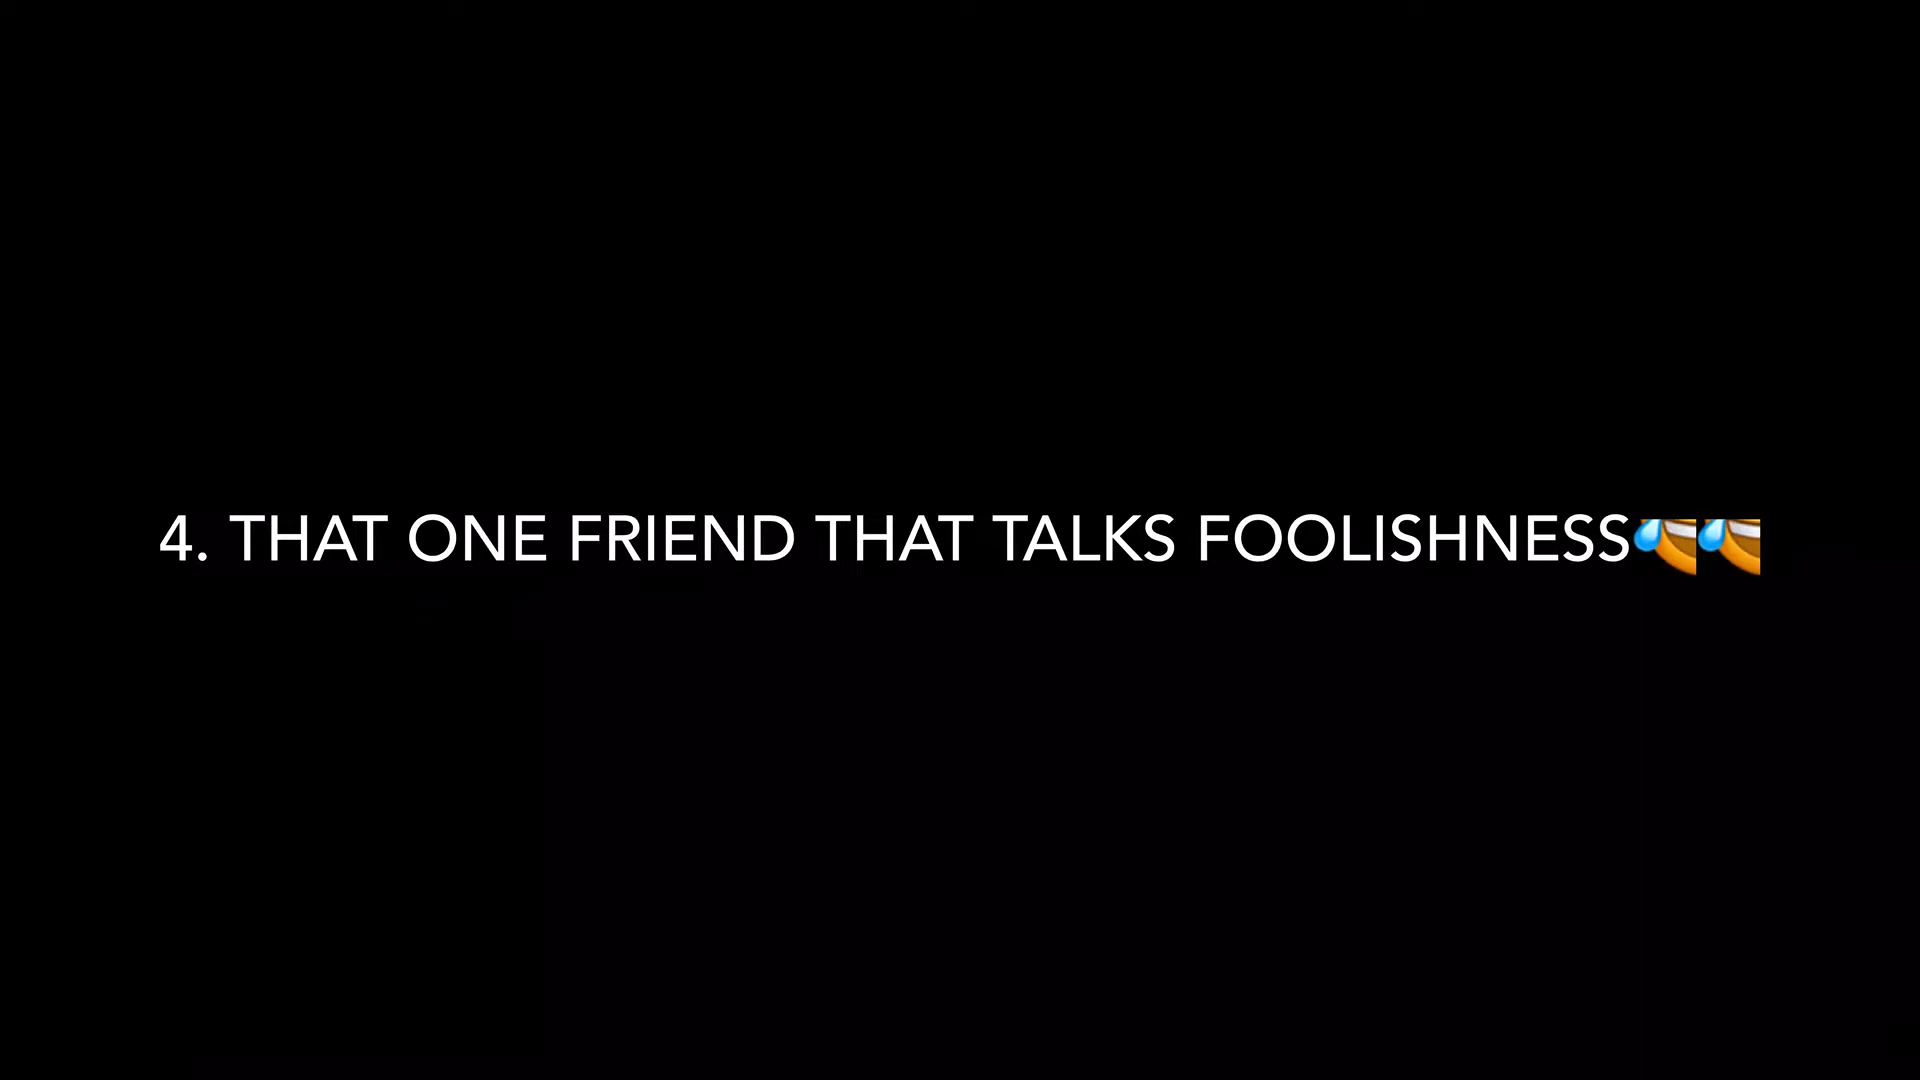 4. THAT ONE FRIEND THAT TALKS FOOLISHNESS😂😂